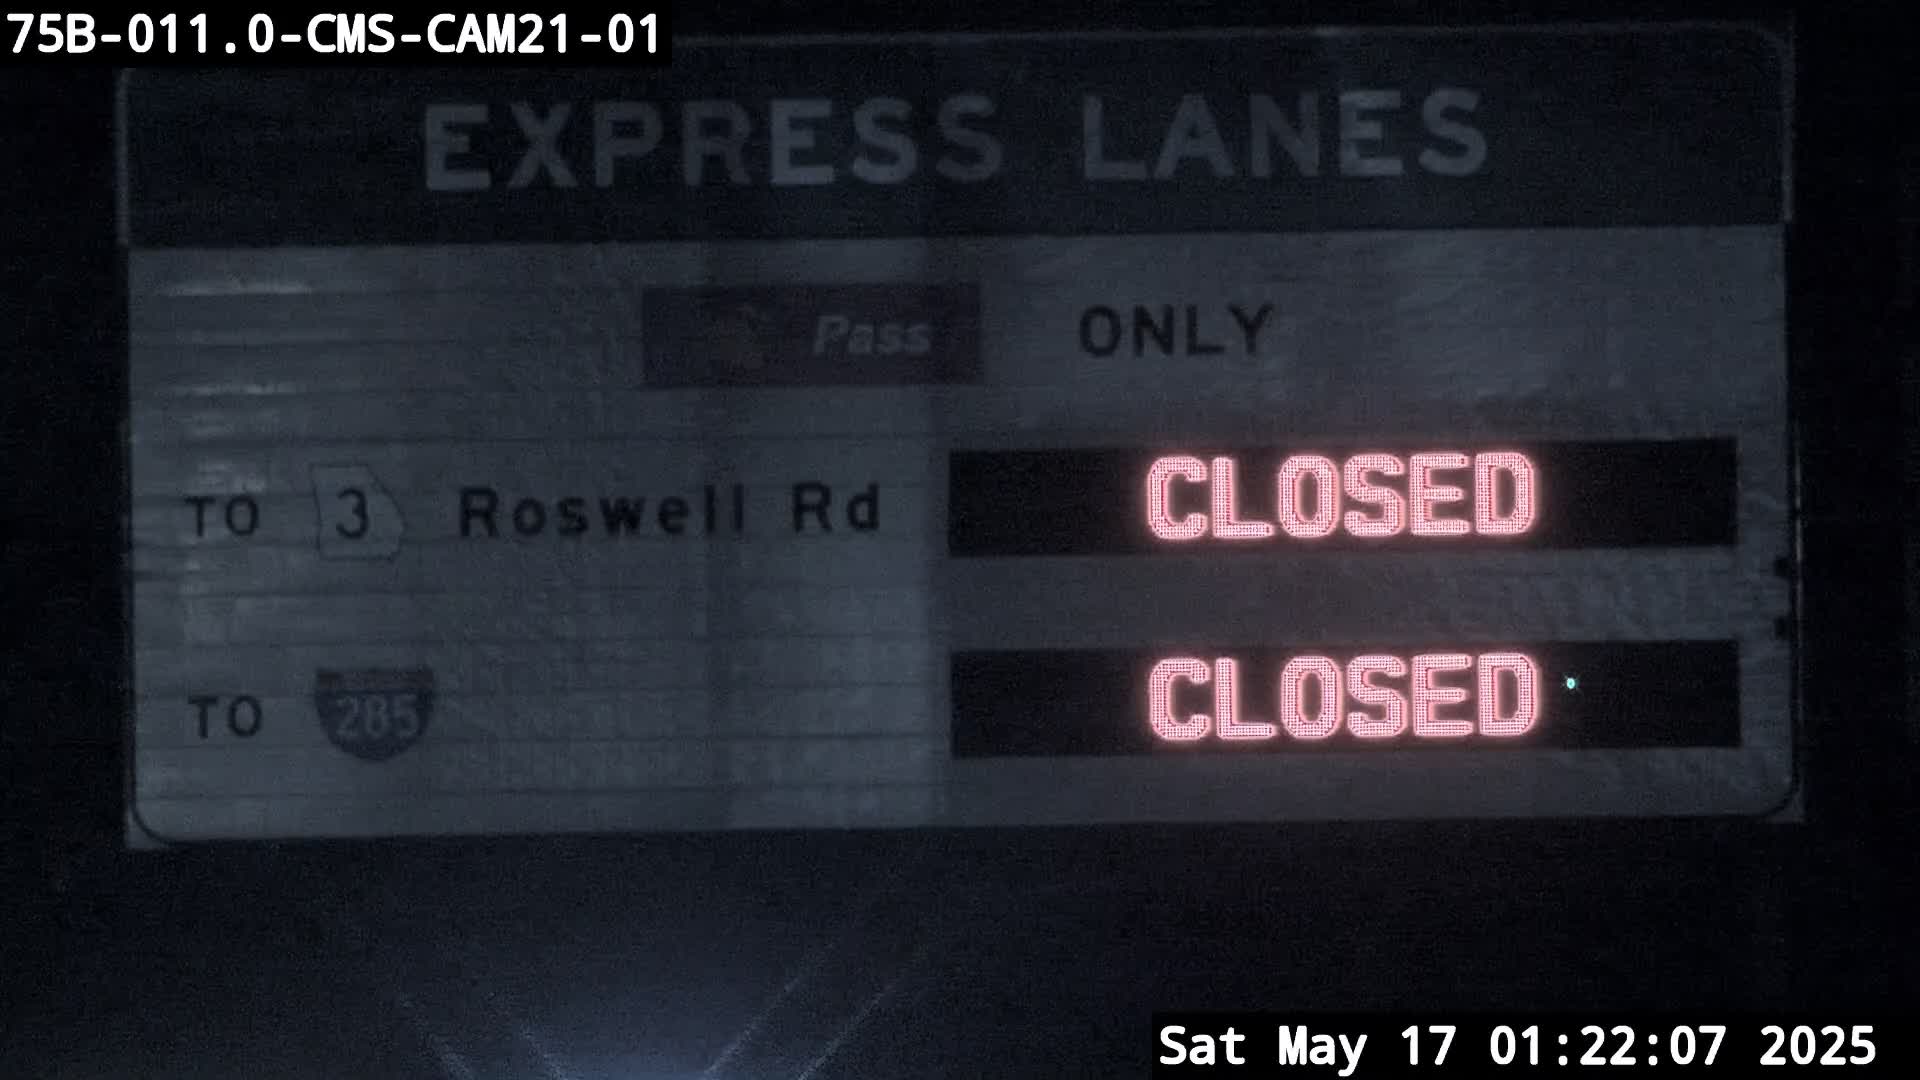 75B-011.0-CMS-CAM21-01
EXPRESS LANES
Pass ONLY
TO 3 Roswell Rd CLOSED
TO 285 CLOSED
Sat May 17 01:22:07 2025